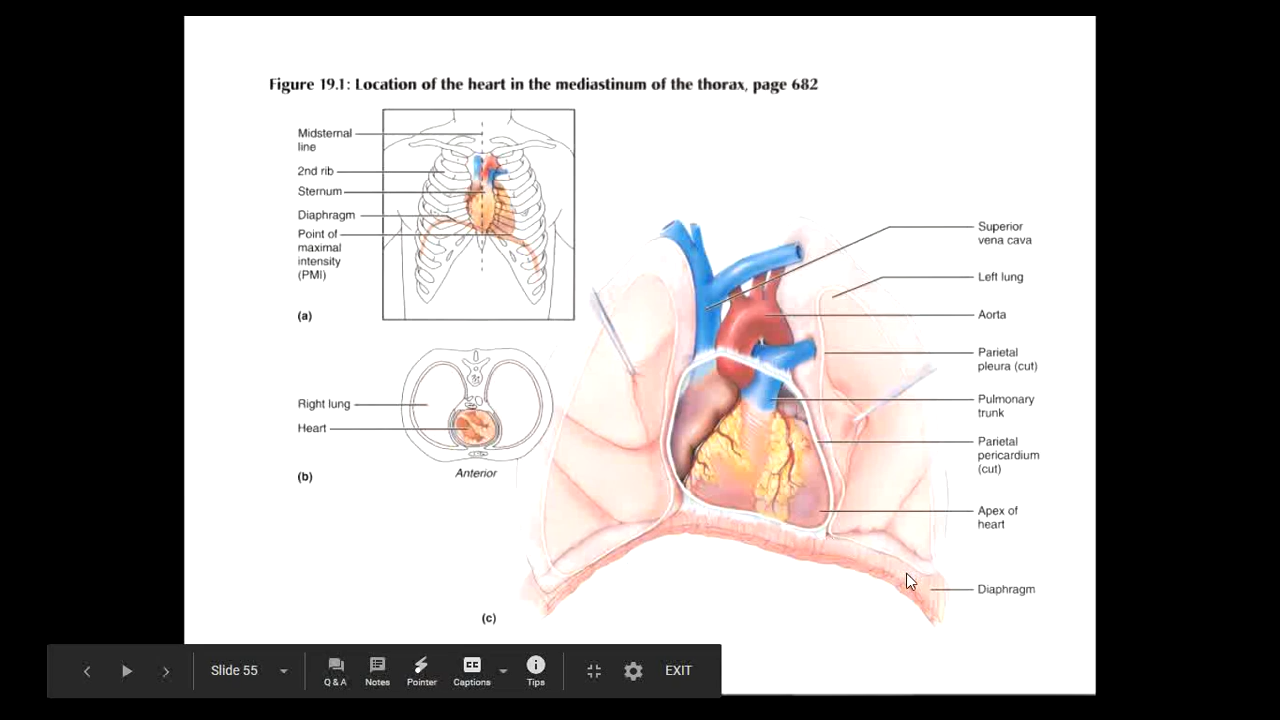 Figure 19.1: Location of the heart in the mediastinum of the thorax, page 682
Midsternal
line
2nd rib
Sternum
Diaphragm
Point of
maximal
intensity
(PMI)
(a)
Right lung
Heart
Anterior
(b)
Superior
vena cava
Left lung
Aorta
Parietal
pleura (cut)
Pulmonary
trunk
Parietal
pericardium
(cut)
Apex of
heart
Diaphragm
(c)
Slide 55
Q & A
Notes
Pointer
CC
Captions
Tips
EXIT